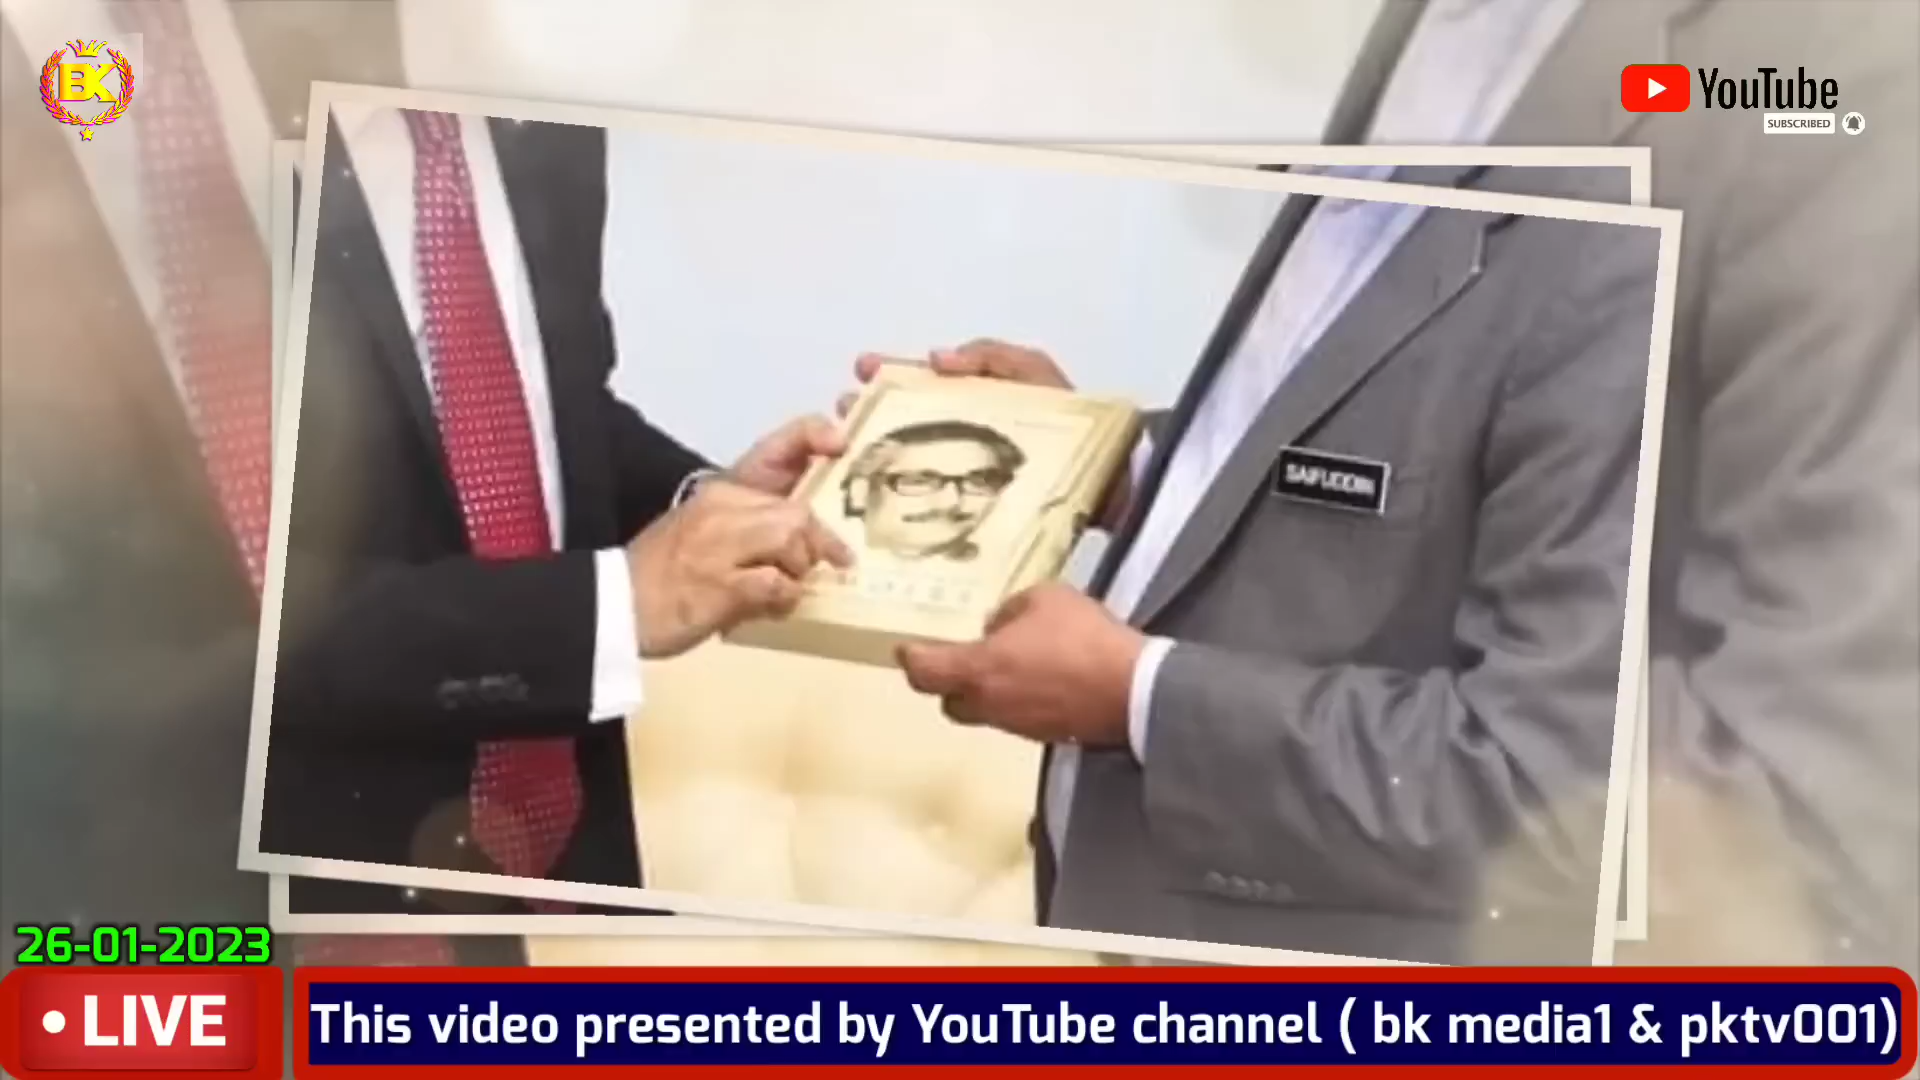 BK
YouTube
SUBSCRIBED
SAIFUDDIN
26-01-2023
• LIVE
This video presented by YouTube channel ( bk media1 & pktv001)